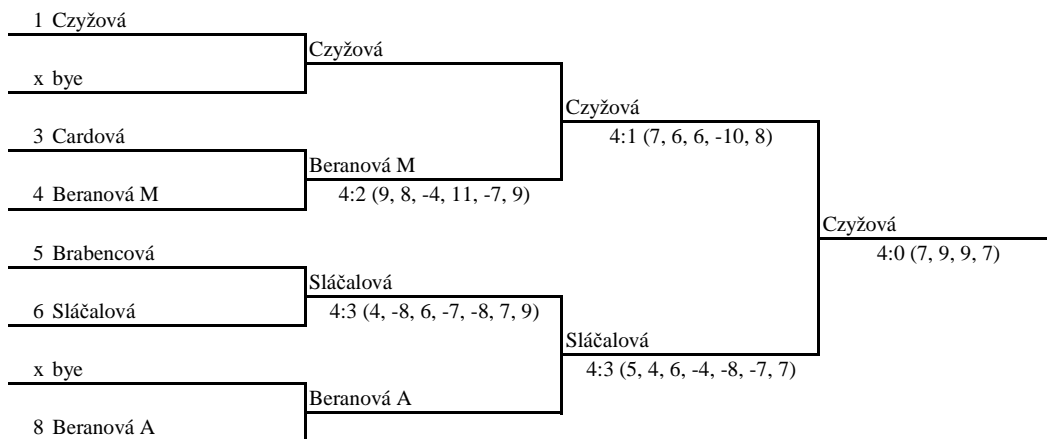 1 Czyžová
Czyžová
x bye
Czyžová
3 Cardová
4:1 (7, 6, 6, -10, 8)
Beranová M
4 Beranová M
4:2 (9, 8, -4, 11, -7, 9)
Czyžová
5 Brabencová
4:0 (7, 9, 9, 7)
Sláčalová
6 Sláčalová
4:3 (4, -8, 6, -7, -8, 7, 9)
Sláčalová
x bye
4:3 (5, 4, 6, -4, -8, -7, 7)
Beranová A
8 Beranová A